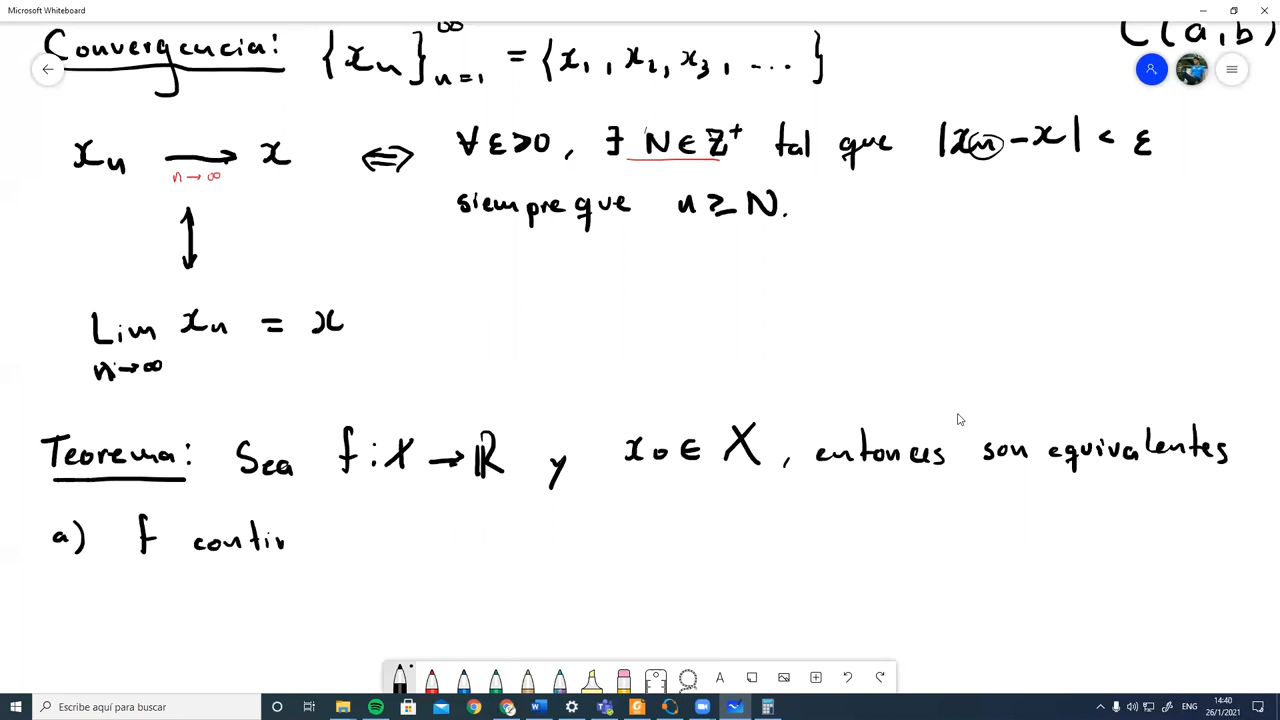 Microsoft Whiteboard
C(a,b)
Convergencia: {xn}∞n=1 = {x1, x2, x3, ...}
xn → x n→∞ ⟺ ∀ε>0, ∃ N∈Z+ tal que |xn - x| < ε
siempre que n ≥ N.
↕
Lim xn = x
n→∞
Teorema: Sea f: X → ℝ y x0 ∈ X, entonces son equivalentes
a) f contin
A
Escribe aquí para buscar
14:40
26/1/2021